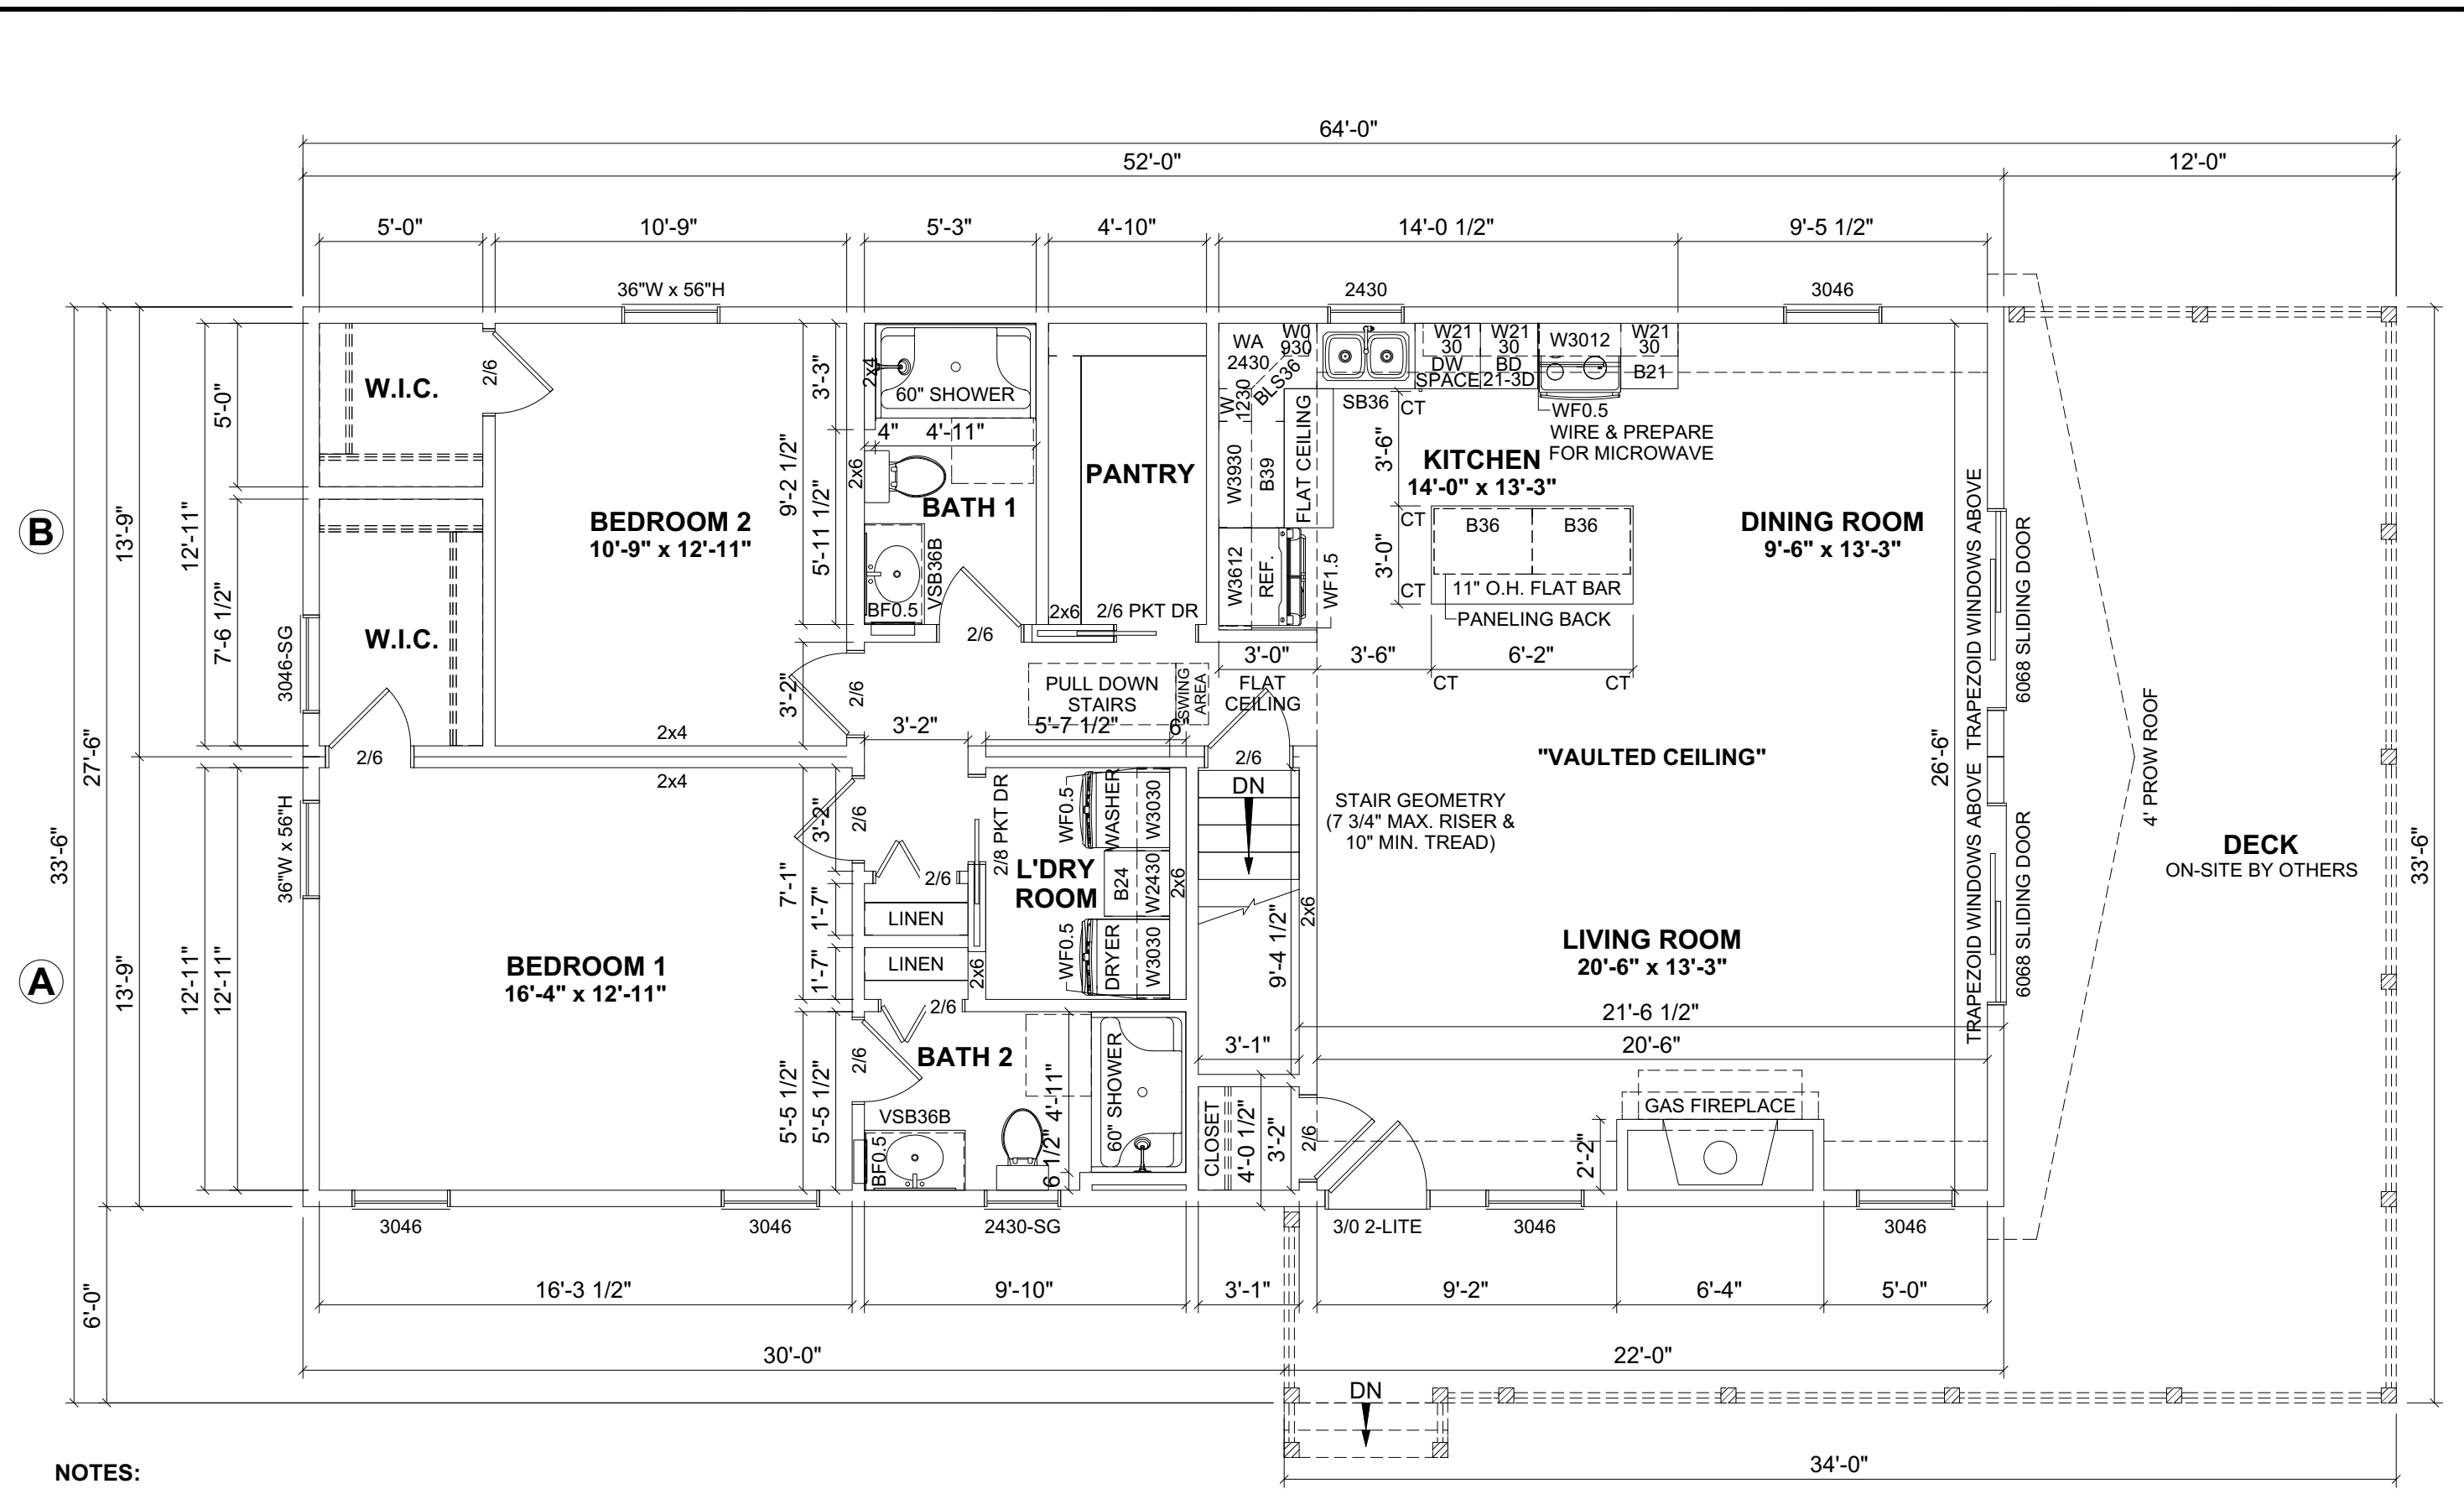 64'-0"
52'-0"
12'-0"
5'-0"
10'-9"
5'-3"
4'-10"
14'-0 1/2"
9'-5 1/2"
36"W x 56"H
2430
3046
W.I.C.
2/6
5'-0"
3'-3"
2x4
60" SHOWER
4"
4'-11"
WA
2430
W0
930
BLS36
W
1230
W21
30
DW
SPACE
W21
30
BD
21-3D
W3012
W21
30
B21
SB36
CT
WF0.5
WIRE & PREPARE
FOR MICROWAVE
FLAT CEILING
W3930
B39
3'-6"
KITCHEN
14'-0" x 13'-3"
PANTRY
2x6
BATH 1
9'-2 1/2"
5'-11 1/2"
BEDROOM 2
10'-9" x 12'-11"
B
13'-9"
12'-11"
7'-6 1/2"
3046-SG
W.I.C.
VSB36B
BF0.5
2/6
2x6
2/6 PKT DR
W3612
REF.
WF1.5
CT
3'-0"
CT
B36
B36
11" O.H. FLAT BAR
PANELING BACK
DINING ROOM
9'-6" x 13'-3"
TRAPEZOID WINDOWS ABOVE
6068 SLIDING DOOR
3'-0"
3'-6"
6'-2"
CT
CT
FLAT
CEILING
PULL DOWN
STAIRS
SWING
AREA
3'-2"
2/6
3'-2"
5'-7 1/2"
6"
2x4
2/6
2x4
2/6
27'-6"
33'-6"
26'-6"
"VAULTED CEILING"
4' PROW ROOF
DECK
ON-SITE BY OTHERS
33'-6"
STAIR GEOMETRY
(7 3/4" MAX. RISER &
10" MIN. TREAD)
DN
36"W x 56"H
3'-2"
2/6
2/8 PKT DR
WF0.5
WASHER
W3030
7'-1"
2/6
L'DRY
ROOM
B24
W2430
2x6
1'-7"
LINEN
1'-7"
LINEN
2x6
WF0.5
DRYER
W3030
9'-4 1/2"
2x6
TRAPEZOID WINDOWS ABOVE
6068 SLIDING DOOR
LIVING ROOM
20'-6" x 13'-3"
A
13'-9"
12'-11"
12'-11"
BEDROOM 1
16'-4" x 12'-11"
2/6
21'-6 1/2"
20'-6"
3'-1"
BATH 2
2/6
5'-5 1/2"
5'-5 1/2"
4'-11"
6 1/2"
60" SHOWER
VSB36B
BF0.5
CLOSET
4'-0 1/2"
3'-2"
2/6
GAS FIREPLACE
2'-2"
3046
3046
2430-SG
3/0 2-LITE
3046
3046
6'-0"
16'-3 1/2"
9'-10"
3'-1"
9'-2"
6'-4"
5'-0"
30'-0"
22'-0"
DN
34'-0"
NOTES: